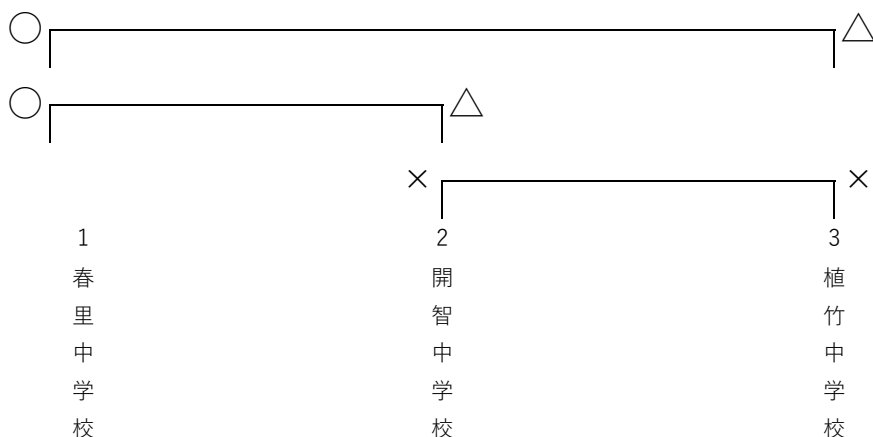 ○ △
○ △
× ×
1 春里中学校
2 開智中学校
3 植竹中学校